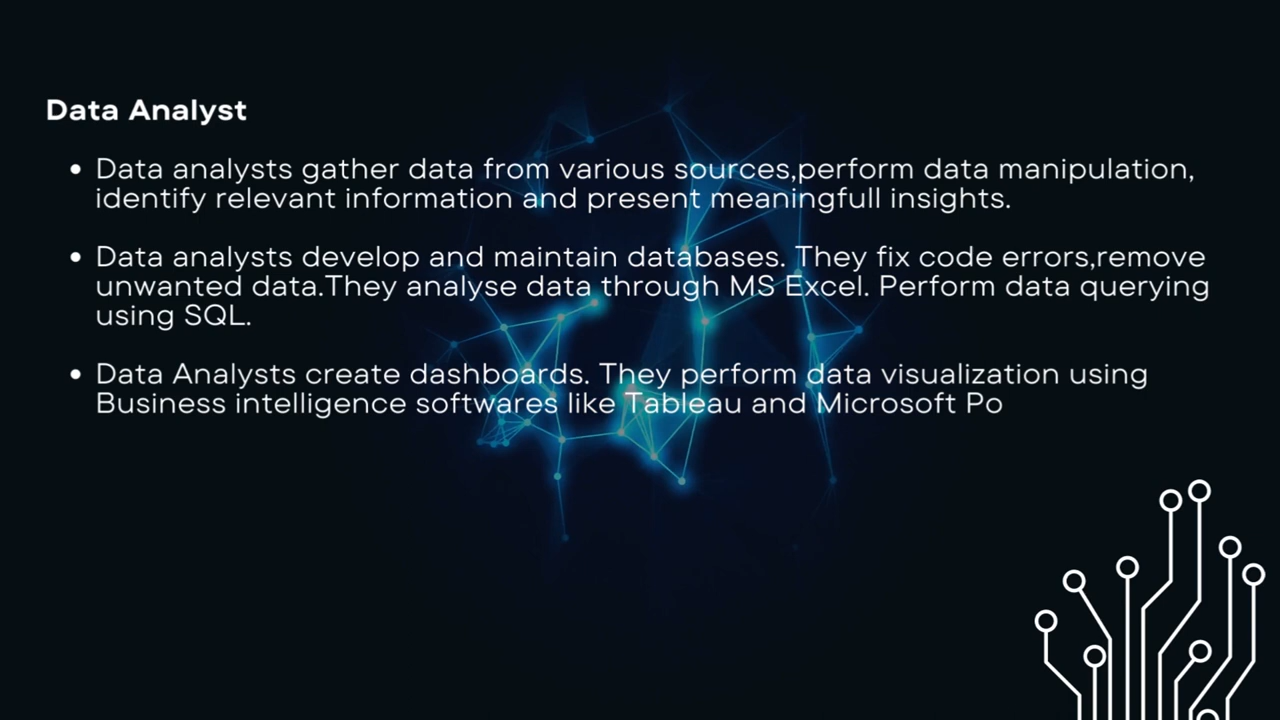 Data Analyst
• Data analysts gather data from various sources,perform data manipulation,
identify relevant information and present meaningfull insights.
• Data analysts develop and maintain databases. They fix code errors,remove
unwanted data.They analyse data through MS Excel. Perform data querying
using SQL.
• Data Analysts create dashboards. They perform data visualization using
Business intelligence softwares like Tableau and Microsoft Po